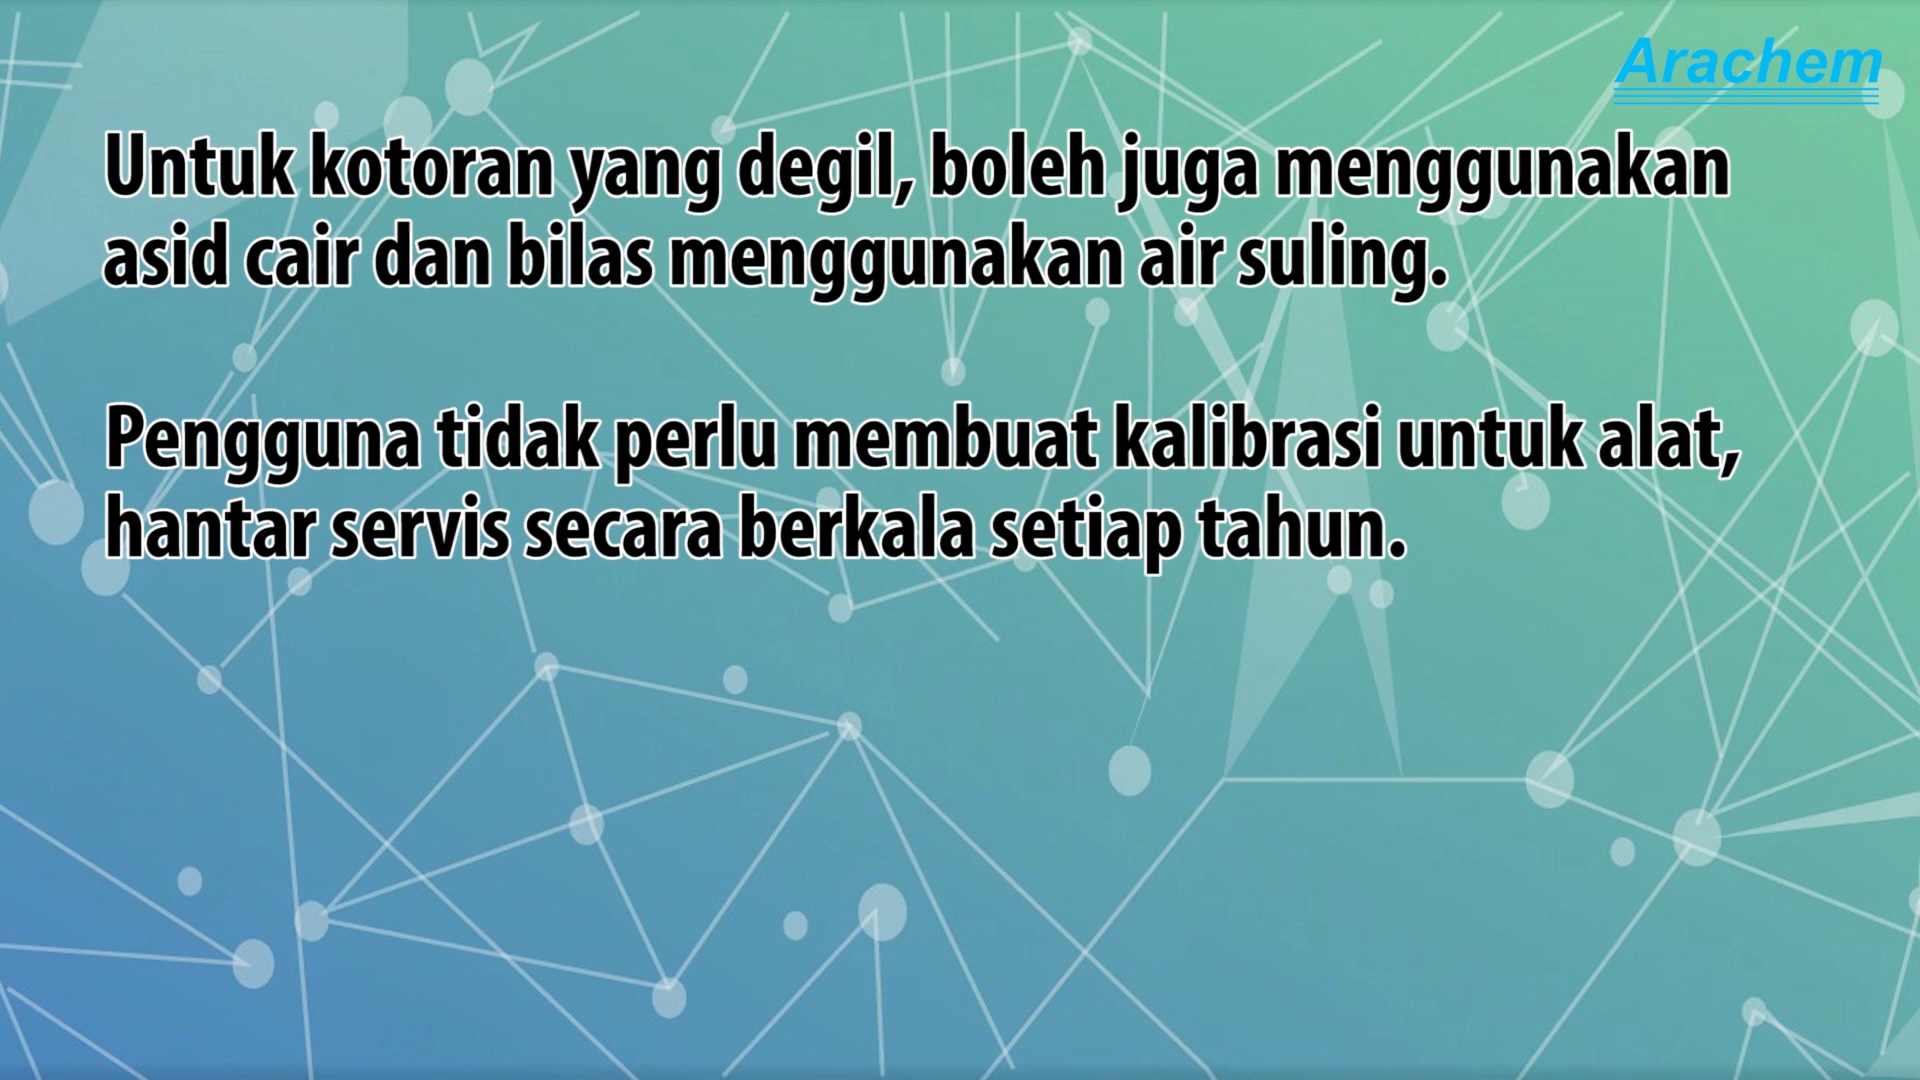 Arachem
Untuk kotoran yang degil, boleh juga menggunakan
asid cair dan bilas menggunakan air suling.
Pengguna tidak perlu membuat kalibrasi untuk alat,
hantar servis secara berkala setiap tahun.